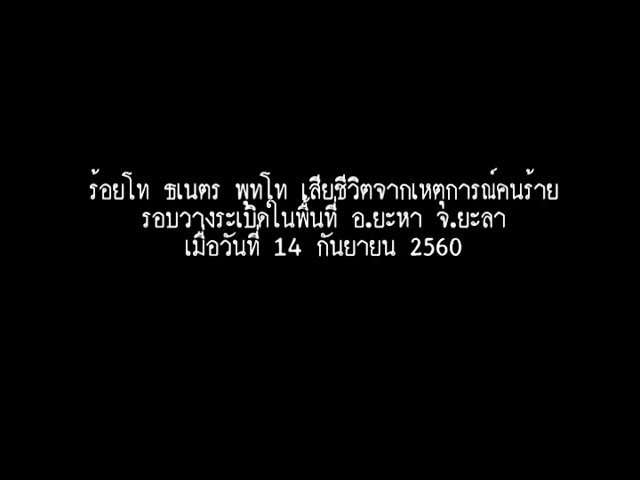 ร้อยโท ธเนตร พุทโท เสียชีวิตจากเหตุการณ์คนร้าย
รอบวางระเบิดในพื้นที่ อ.ยะหา จ.ยะลา
เมื่อวันที่ 14 กันยายน 2560